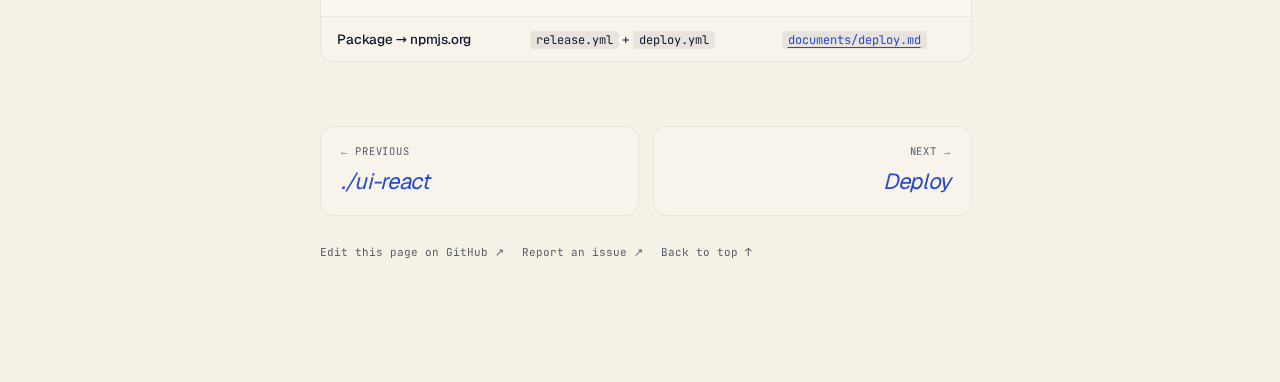 Package → npmjs.org release.yml + deploy.yml documents/deploy.md
← PREVIOUS
./ui-react
NEXT →
Deploy
Edit this page on GitHub ↗ Report an issue ↗ Back to top ↑